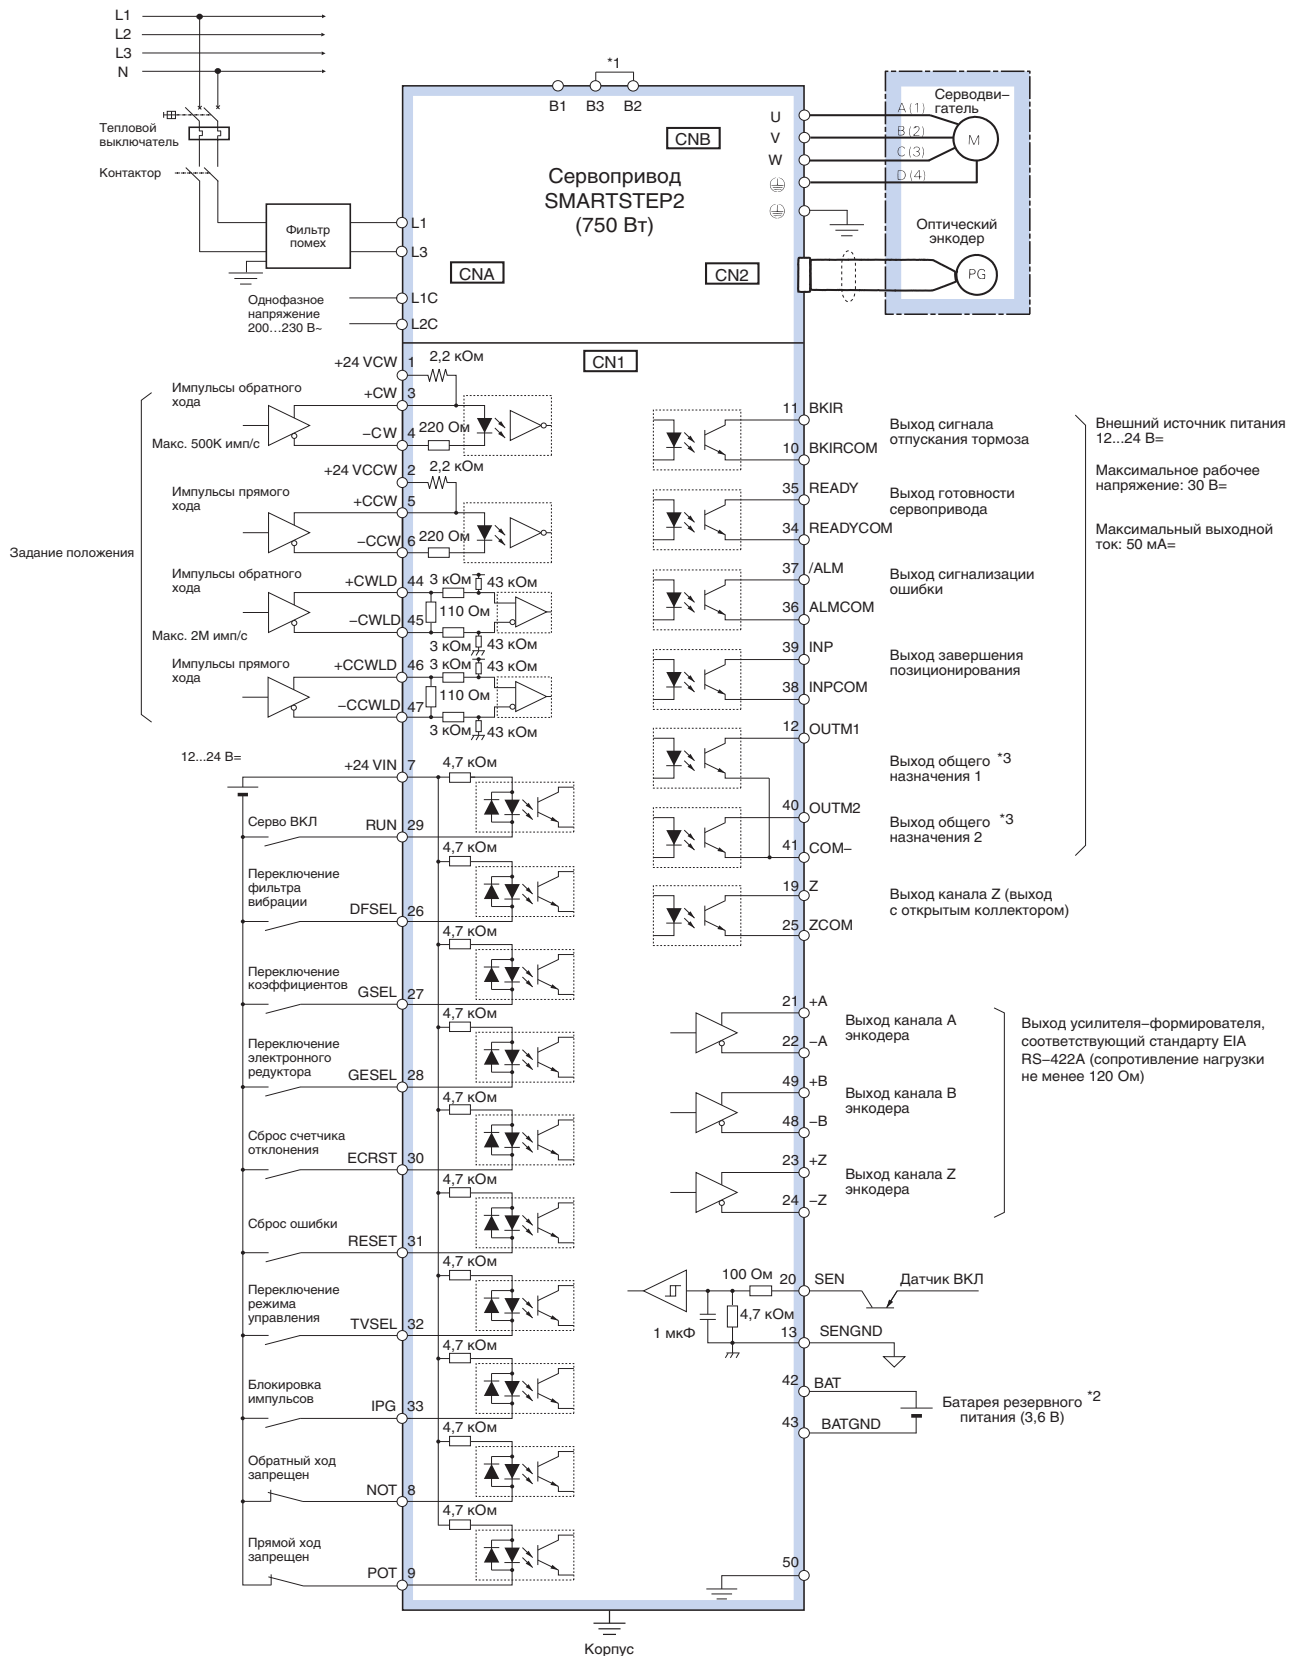 L1
L2
L3
N
Тепловой
выключатель
Контактор
Фильтр
помех
L1
L3
Однофазное
напряжение
200...230 В~
L1C
L2C
*1
B1
B3
B2
CNB
Сервопривод
SMARTSTEP2
(750 Вт)
CNA
CN2
U
V
W
Серводви–
гатель
A (1)
B (2)
C (3)
D (4)
M
Оптический
энкодер
PG
CN1
Задание положения
+24 VCW
1
2,2 кОм
Импульсы обратного
хода
+CW
3
–CW
4
220 Ом
Макс. 500K имп/с
+24 VCCW
2
2,2 кОм
Импульсы прямого
хода
+CCW
5
–CCW
6
220 Ом
Импульсы обратного
хода
+CWLD
44
3 кОм
43 кОм
110 Ом
–CWLD
45
3 кОм
43 кОм
Макс. 2M имп/с
Импульсы прямого
хода
+CCWLD
46
3 кОм
43 кОм
110 Ом
–CCWLD
47
3 кОм
43 кОм
12...24 В=
+24 VIN
7
4,7 кОм
Серво ВКЛ
RUN
29
4,7 кОм
Переключение
фильтра
вибрации
DFSEL
26
4,7 кОм
Переключение
коэффициентов
GSEL
27
4,7 кОм
Переключение
электронного
редуктора
GESEL
28
4,7 кОм
Сброс счетчика
отклонения
ECRST
30
4,7 кОм
Сброс ошибки
RESET
31
4,7 кОм
Переключение
режима
управления
TVSEL
32
4,7 кОм
Блокировка
импульсов
IPG
33
4,7 кОм
Обратный ход
запрещен
NOT
8
4,7 кОм
Прямой ход
запрещен
POT
9
11
BKIR
10
BKIRCOM
Выход сигнала
отпускания тормоза
35
READY
34
READYCOM
Выход готовности
сервопривода
37
/ALM
36
ALMCOM
Выход сигнализации
ошибки
39
INP
38
INPCOM
Выход завершения
позиционирования
12
OUTM1
Выход общего *3
назначения 1
40
OUTM2
41
COM–
Выход общего *3
назначения 2
19
Z
25
ZCOM
Выход канала Z (выход
с открытым коллектором)
Внешний источник питания
12...24 В=
Максимальное рабочее
напряжение: 30 В=
Максимальный выходной
ток: 50 мА=
21
+A
22
–A
Выход канала A
энкодера
49
+B
48
–B
Выход канала B
энкодера
23
+Z
24
–Z
Выход канала Z
энкодера
Выход усилителя–формирователя,
соответствующий стандарту EIA
RS–422A (сопротивление нагрузки
не менее 120 Ом)
100 Ом
20
SEN
Датчик ВКЛ
4,7 кОм
1 мкФ
13
SENGND
42
BAT
43
BATGND
Батарея резервного *2
питания (3,6 В)
50
Корпус